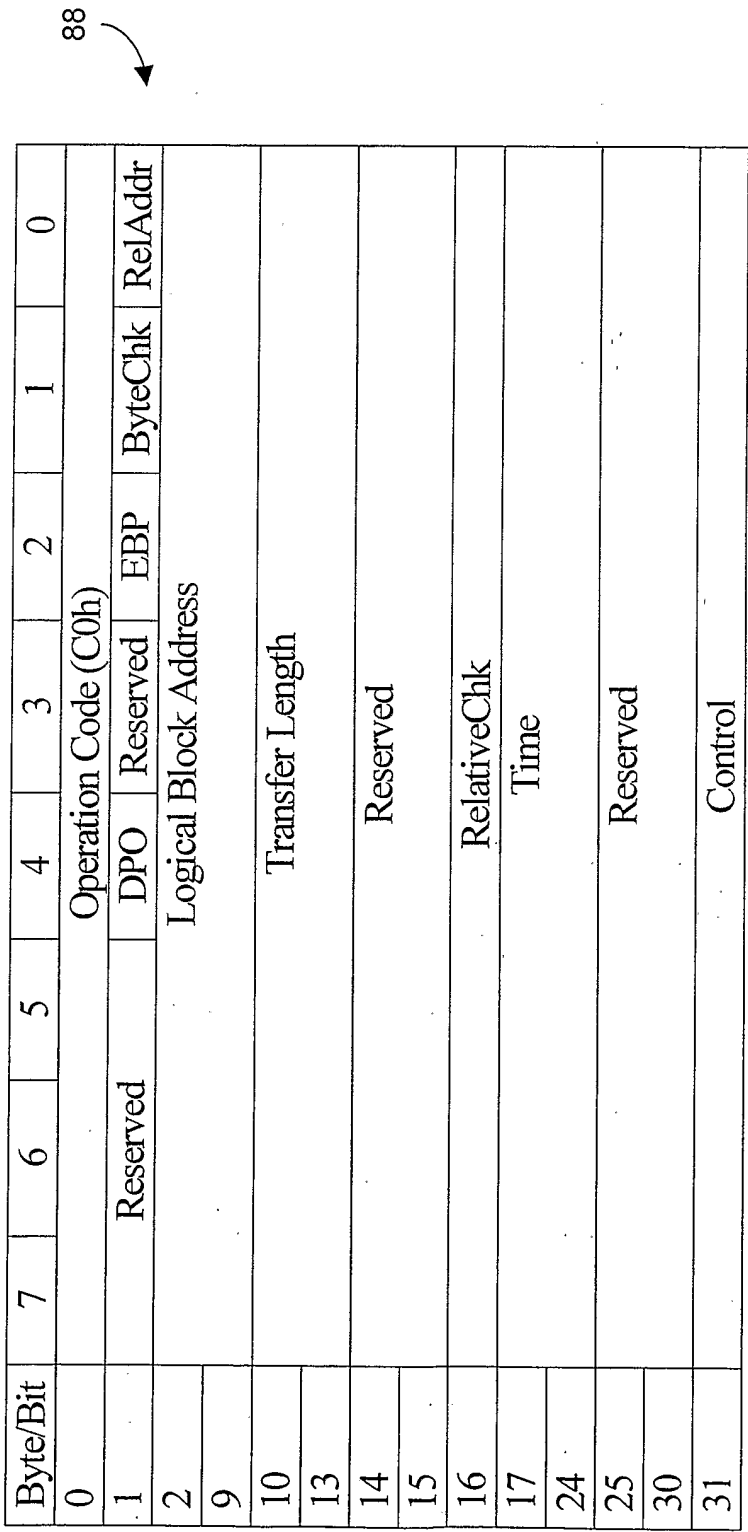 88
Byte/Bit 7 6 5 4 3 2 1 0
0 Operation Code (C0h)
1 Reserved DPO Reserved EBP ByteChk RelAddr
2 Logical Block Address
9
10 Transfer Length
13
14 Reserved
15
16 RelativeChk
17 Time
24
25 Reserved
30
31 Control